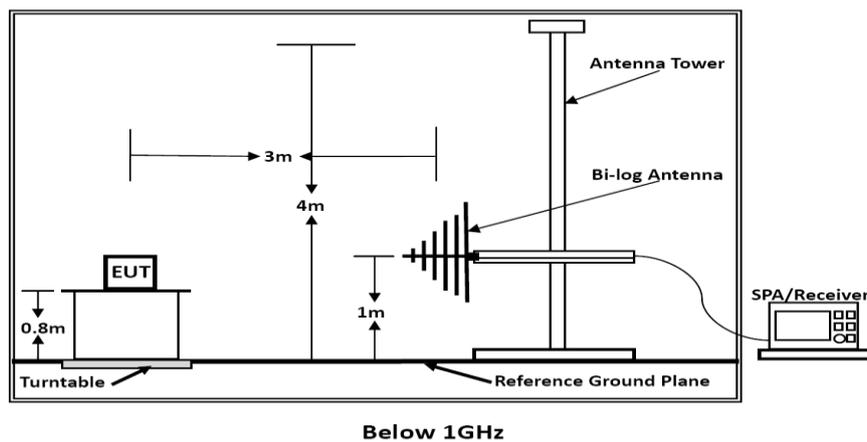 Antenna Tower
3m
Bi-log Antenna
4m
EUT
SPA/Receiver
0.8m
1m
Turntable
Reference Ground Plane
Below 1GHz